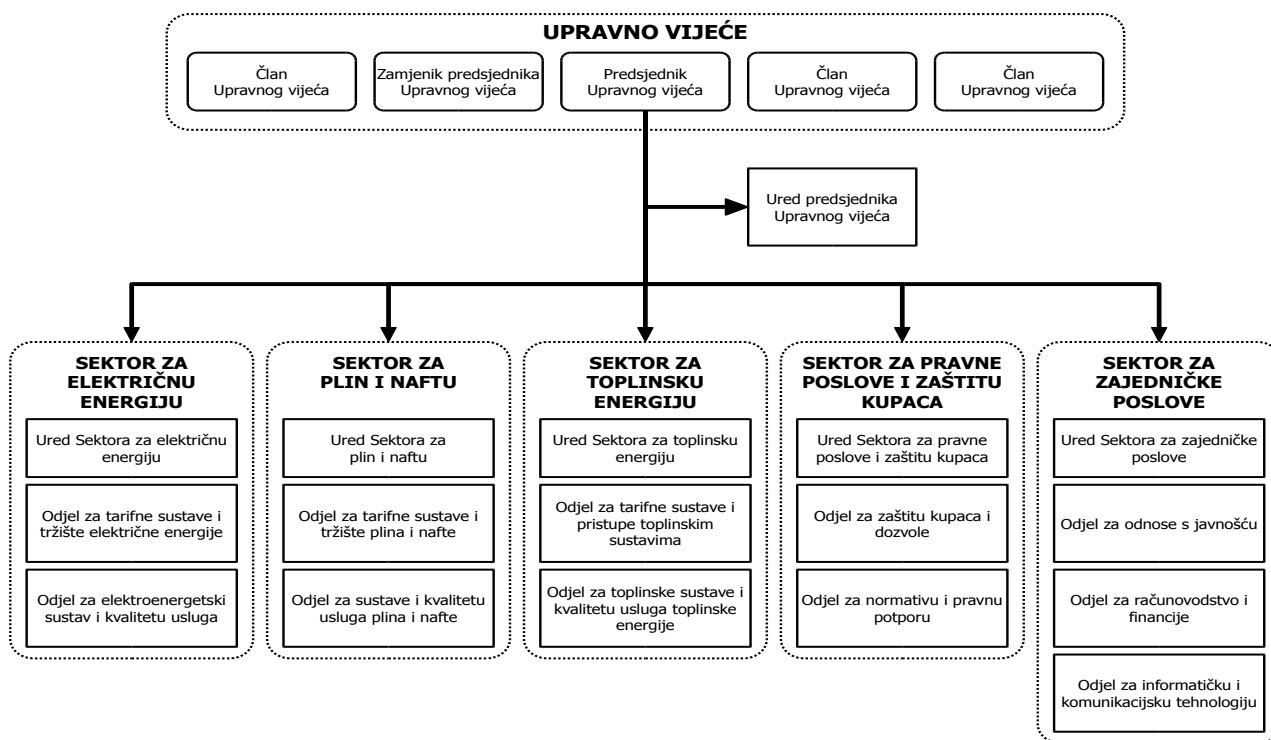 UPRAVNO VIJEĆE
Član
Upravnog vijeća
Zamjenik predsjednika
Upravnog vijeća
Predsjednik
Upravnog vijeća
Član
Upravnog vijeća
Član
Upravnog vijeća
Ured predsjednika
Upravnog vijeća
SEKTOR ZA
ELEKTRIČNU
ENERGIJU
Ured Sektora za električnu
energiju
Odjel za tarifne sustave i
tržište električne energije
Odjel za elektroenergetski
sustav i kvalitetu usluga
SEKTOR ZA
PLIN I NAFTU
Ured Sektora za
plin i naftu
Odjel za tarifne sustave i
tržište plina i nafte
Odjel za sustave i kvalitetu
usluga plina i nafte
SEKTOR ZA
TOPLINSKU
ENERGIJU
Ured Sektora za toplinsku
energiju
Odjel za tarifne sustave i
pristupe toplinskim
sustavima
Odjel za toplinske sustave i
kvalitetu usluga toplinske
energije
SEKTOR ZA PRAVNE
POSLOVE I ZAŠTITU
KUPACA
Ured Sektora za pravne
poslove i zaštitu kupaca
Odjel za zaštitu kupaca i
dozvole
Odjel za normativu i pravnu
potporu
SEKTOR ZA
ZAJEDNIČKE
POSLOVE
Ured Sektora za zajedničke
poslove
Odjel za odnose s javnošću
Odjel za računovodstvo i
financije
Odjel za informatičku i
komunikacijsku tehnologiju